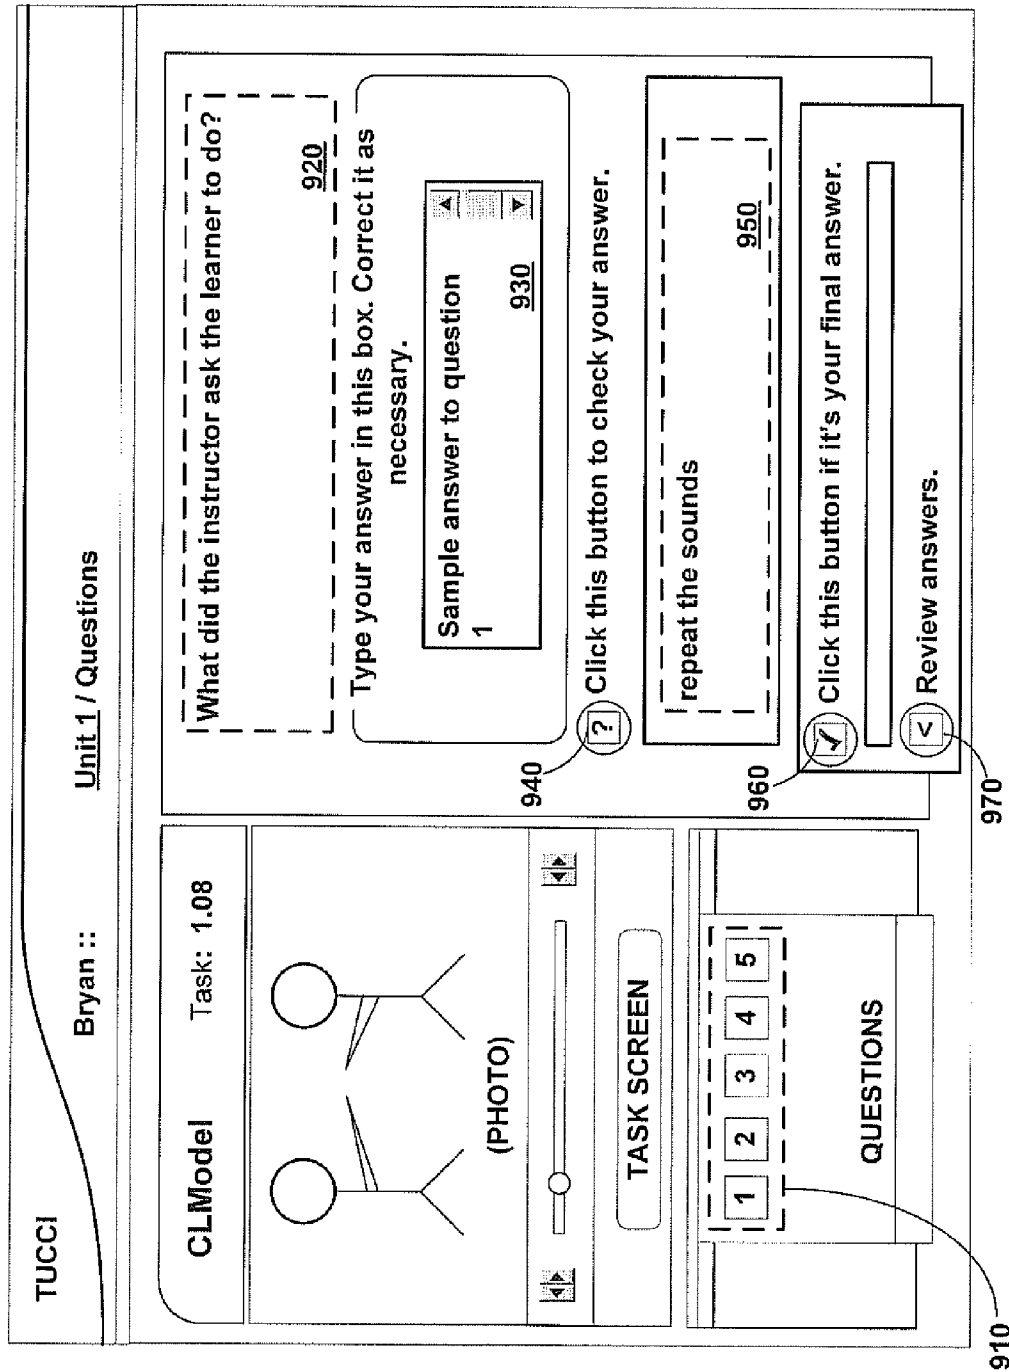 TUCCI
Bryan :: Unit 1 / Questions
CLModel Task: 1.08
(PHOTO)
TASK SCREEN
1 2 3 4 5
QUESTIONS
910
What did the instructor ask the learner to do?
920
Type your answer in this box. Correct it as
necessary.
Sample answer to question
1
930
940
? Click this button to check your answer.
repeat the sounds
950
960
✓ Click this button if it's your final answer.
< Review answers.
970